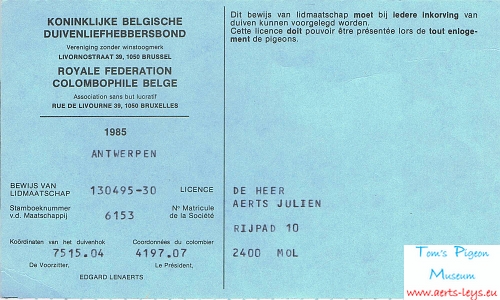 KONINKLIJKE BELGISCHE
DUIVENLIEFHEBBERSBOND
Vereniging zonder winstoogmerk
LIVORNOSTRAAT 39, 1050 BRUSSEL
ROYALE FEDERATION
COLOMBOPHILE BELGE
Association sans but lucratif
RUE DE LIVOURNE 39, 1050 BRUXELLES
1985
ANTWERPEN
BEWIJS VAN
LIDMAATSCHAP 130495-30 LICENCE
Stamboeknummer
v.d. Maatschappij 6153 No Matricule
de la Société
Koördinaten van het duivenhok Coordonnées du colombier
7515.04 4197.07
De Voorzitter, Le Président,
EDGARD LENAERTS
Dit bewijs van lidmaatschap moet bij iedere inkorving van
duiven kunnen voorgelegd worden.
Cette licence doit pouvoir être présentée lors de tout enloge-
ment de pigeons.
DE HEER
AERTS JULIEN
RIJPAD 10
2400 MOL
Tom's Pigeon
Museum
www.aerts-leys.eu